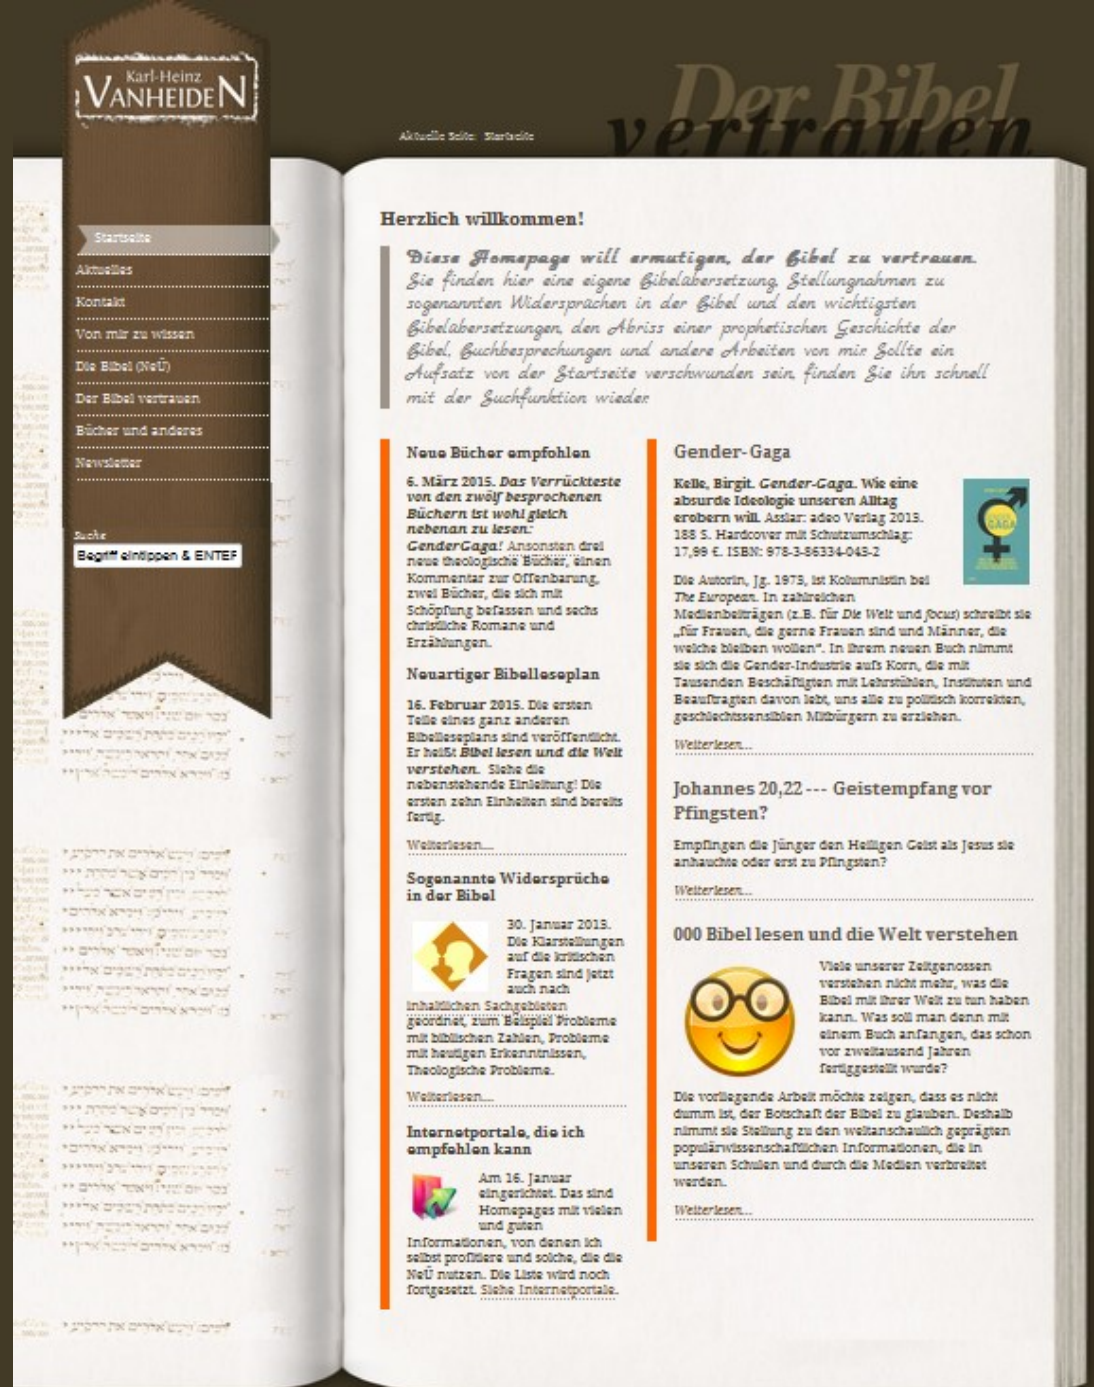 Karl-Heinz
VANHEIDEN
Der Bibel
vertrauen
Aktuelle Seite: Startseite
Startseite
Aktuelles
Kontakt
Von mir zu wissen
Die Bibel (NeÜ)
Der Bibel vertrauen
Bücher und anderes
Newsletter
Suche
Begriff eintippen & ENTER
Herzlich willkommen!
Diese Homepage will ermutigen, der Bibel zu vertrauen.
Sie finden hier eine eigene Bibelübersetzung, Stellungnahmen zu
sogenannten Widersprüchen in der Bibel und den wichtigsten
Bibelübersetzungen, den Abriss einer prophetischen Geschichte der
Bibel, Buchbesprechungen und andere Arbeiten von mir. Sollte ein
Aufsatz von der Startseite verschwunden sein, finden Sie ihn schnell
mit der Suchfunktion wieder.
Neue Bücher empfohlen
6. März 2015. Das Verrückteste
von den zwölf besprochenen
Büchern ist wohl gleich
nebenan zu lesen:
GenderGaga! Ansonsten drei
neue theologische Bücher, einen
Kommentar zur Offenbarung,
zwei Bücher, die sich mit
Schöpfung befassen und sechs
christliche Romane und
Erzählungen.
Neuartiger Bibelleseplan
16. Februar 2015. Die ersten
Teile eines ganz anderen
Bibelleseplans sind veröffentlicht.
Er heißt Bibel lesen und die Welt
verstehen. Siehe die
nebenstehende Einleitung! Die
ersten zehn Einheiten sind bereits
fertig.
Weiterlesen...
Sogenannte Widersprüche
in der Bibel
30. Januar 2015.
Die Klarstellungen
auf die kritischen
Fragen sind jetzt
auch nach
inhaltlichen Sachgebieten
geordnet, zum Beispiel Probleme
mit biblischen Zahlen, Probleme
mit heutigen Erkenntnissen,
Theologische Probleme.
Weiterlesen...
Internetportale, die ich
empfehlen kann
Am 16. Januar
eingerichtet. Das sind
Homepages mit vielen
und guten
Informationen, von denen ich
selbst profitiere und solche, die die
NeÜ nutzen. Die Liste wird noch
fortgesetzt. Siehe Internetportale.
Gender-Gaga
Kelle, Birgit. Gender-Gaga. Wie eine
absurde Ideologie unseren Alltag
erobern will. Asslar: adeo Verlag 2015.
188 S. Hardcover mit Schutzumschlag:
17,99 €. ISBN: 978-3-86334-045-2
GAGA
Die Autorin, Jg. 1975, ist Kolumnistin bei
The European. In zahlreichen
Medienbeiträgen (z.B. für Die Welt und focus) schreibt sie
„für Frauen, die gerne Frauen sind und Männer, die
welche bleiben wollen“. In ihrem neuen Buch nimmt
sie sich die Gender-Industrie aufs Korn, die mit
Tausenden Beschäftigten mit Lehrstühlen, Instituten und
Beauftragten davon lebt, uns alle zu politisch korrekten,
geschlechtssensiblen Mitbürgern zu erziehen.
Weiterlesen...
Johannes 20,22 --- Geistempfang vor
Pfingsten?
Empfingen die Jünger den Heiligen Geist als Jesus sie
anhauchte oder erst zu Pfingsten?
Weiterlesen...
000 Bibel lesen und die Welt verstehen
Viele unserer Zeitgenossen
verstehen nicht mehr, was die
Bibel mit ihrer Welt zu tun haben
kann. Was soll man denn mit
einem Buch anfangen, das schon
vor zweitausend Jahren
fertiggestellt wurde?
Die vorliegende Arbeit möchte zeigen, dass es nicht
dumm ist, der Botschaft der Bibel zu glauben. Deshalb
nimmt sie Stellung zu den weltanschaulich geprägten
populärwissenschaftlichen Informationen, die in
unseren Schulen und durch die Medien verbreitet
werden.
Weiterlesen...